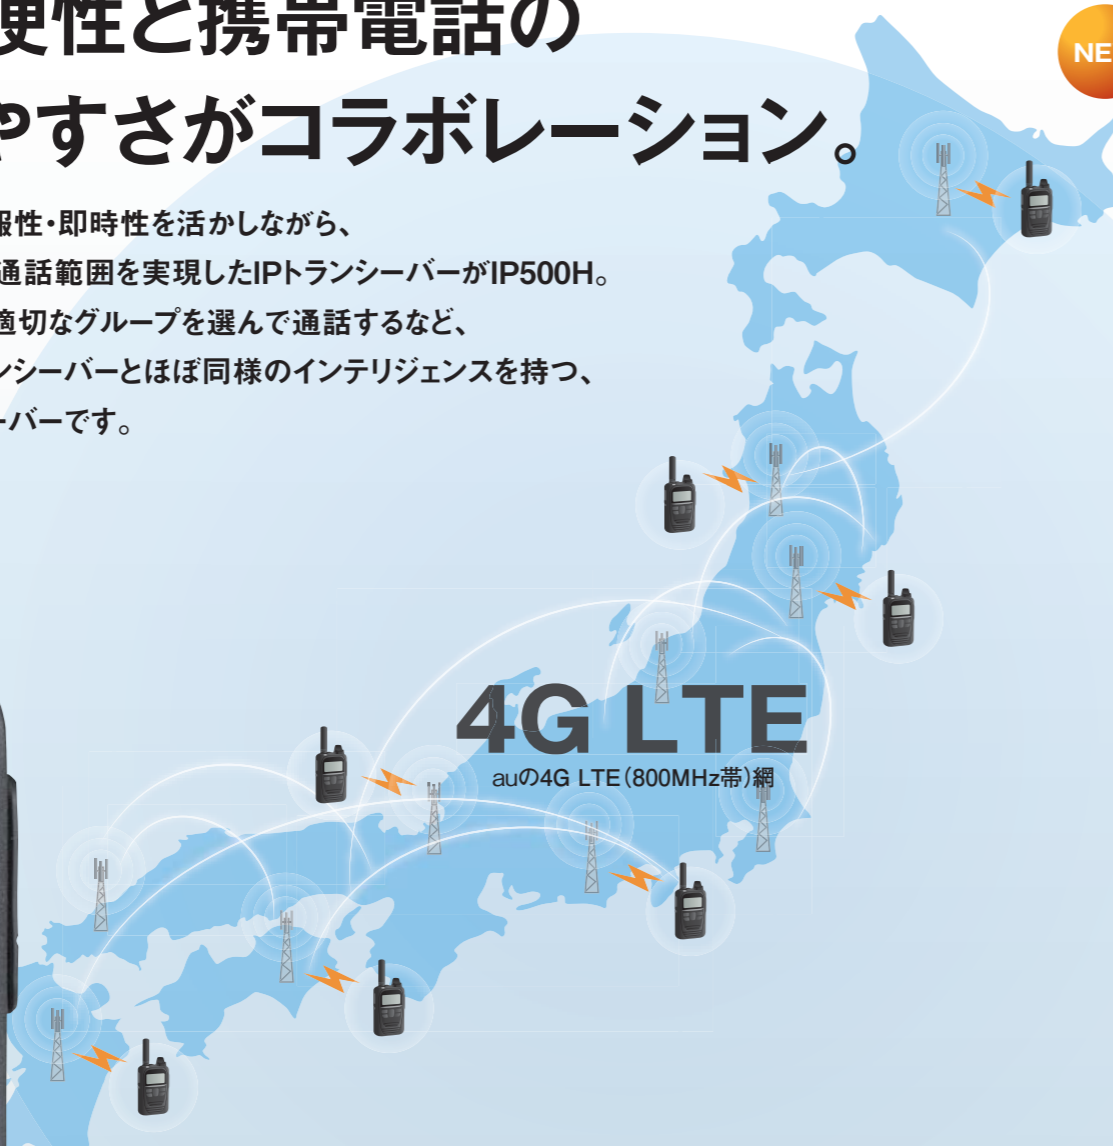 便性と携帯電話の
やすさがコラボレーション。
NE
報性・即時性を活かしながら、
通話範囲を実現したIPトランシーバーがIP500H。
適切なグループを選んで通話するなど、
ンシーバーとほぼ同様のインテリジェンスを持つ、
ーバーです。
4G LTE
auの4G LTE（800MHz帯）網